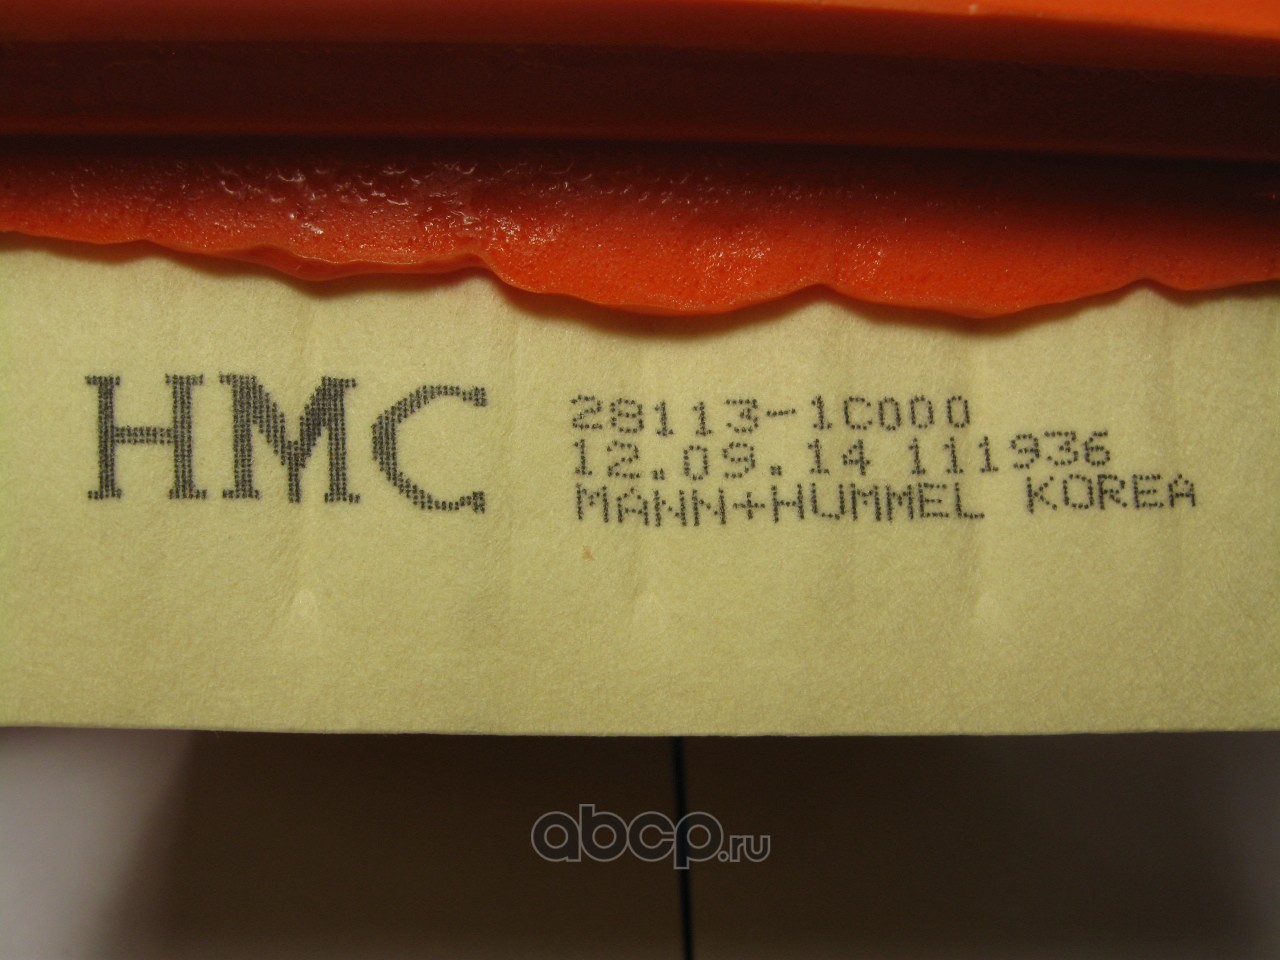 HMC
28113-1C000
12.09.14 111936
MANN+HUMMEL KOREA
abcp.ru